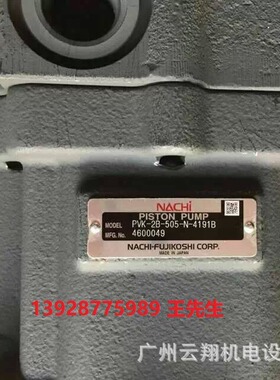 NACHi
PISTON PUMP
MODEL PVK-2B-505-N-4191B
MFG. No. 4600049
NACHI-FUJIKOSHI CORP.
MADE IN JAPAN
13928775989 王先生
广州云翔机电设